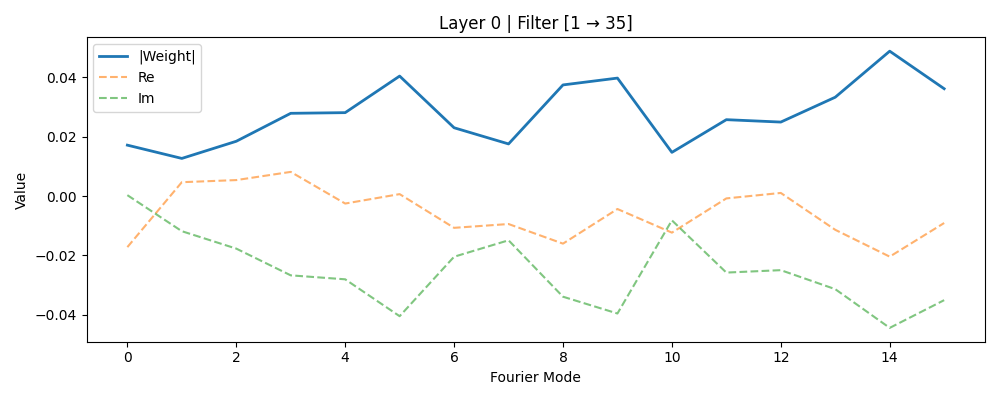 Layer 0 | Filter [1 → 35]
|Weight|
Re
Im
Value
0.04
0.02
0.00
−0.02
−0.04
0 2 4 6 8 10 12 14
Fourier Mode